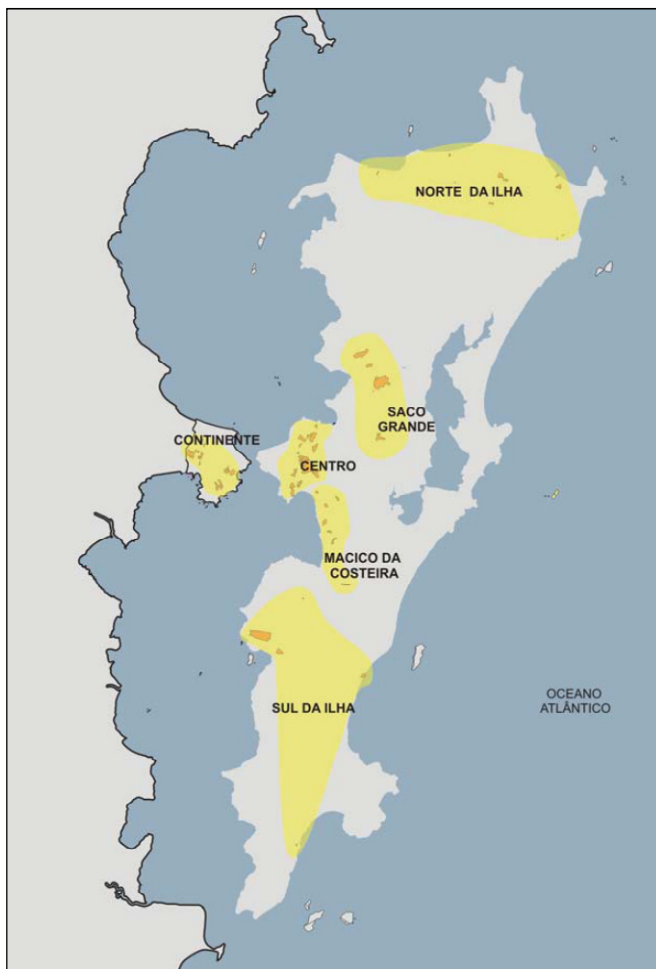 NORTE DA ILHA
SACO
GRANDE
CONTINENTE
CENTRO
MACICO DA
COSTEIRA
SUL DA ILHA
OCEANO
ATLÂNTICO